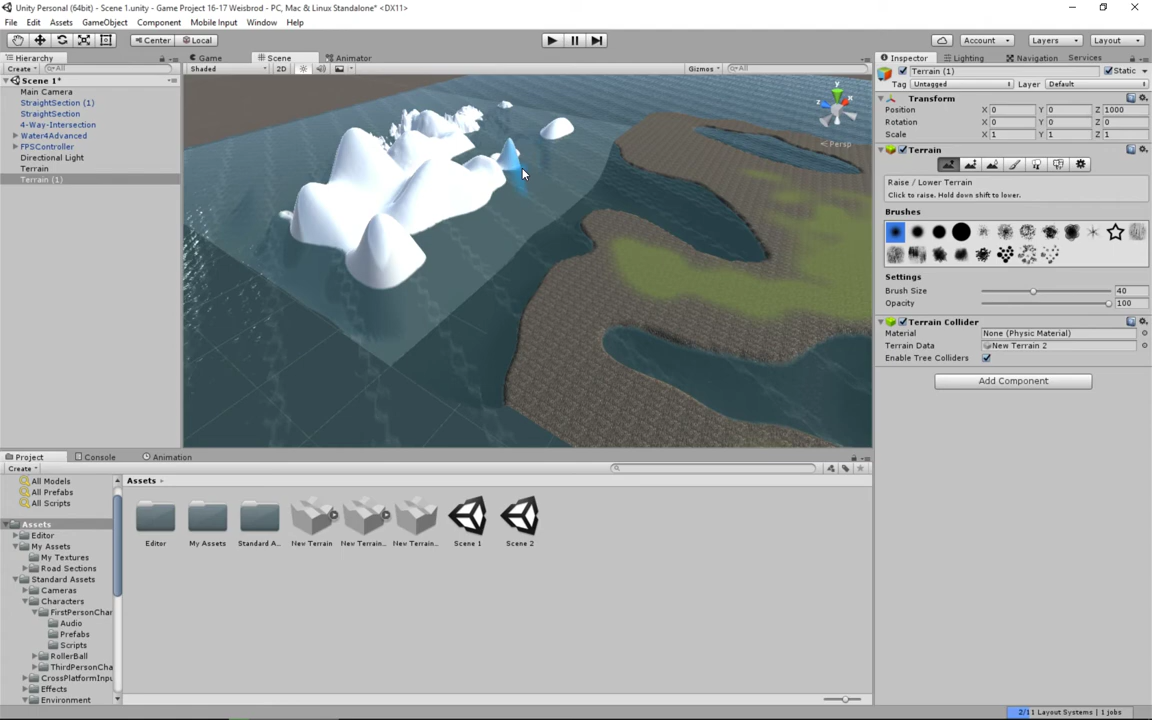 Unity Personal (64bit) - Scene 1.unity - Game Project 16-17 Weisbrod - PC, Mac & Linux Standalone* <DX11>
File Edit Assets GameObject Component Mobile Input Window Help
Center Local Account Layers Layout
Hierarchy
Create All
Scene 1*
Main Camera
StraightSection (1)
StraightSection
4-Way-Intersection
Water4Advanced
FPSController
Directional Light
Terrain
Terrain (1)
Game Scene Animator
Shaded 2D Gizmos All
y
x
z
Persp
Inspector Lighting Navigation Services
Terrain (1) Static
Tag Untagged Layer Default
Transform
Position X 0 Y 0 Z 1000
Rotation X 0 Y 0 Z 0
Scale X 1 Y 1 Z 1
Terrain
Raise / Lower Terrain
Click to raise. Hold down shift to lower.
Brushes
Settings
Brush Size 40
Opacity 100
Terrain Collider
Material None (Physic Material)
Terrain Data New Terrain 2
Enable Tree Colliders
Add Component
Project Console Animation
Create
All Models
All Prefabs
All Scripts
Assets
Editor
My Assets
My Textures
Road Sections
Standard Assets
Cameras
Characters
FirstPersonChar
Audio
Prefabs
Scripts
RollerBall
ThirdPersonCha
CrossPlatformInpu
Effects
Environment
Assets
Editor My Assets Standard A... New Terrain New Terrain... New Terrain... Scene 1 Scene 2
2/11 Layout Systems | 1 jobs